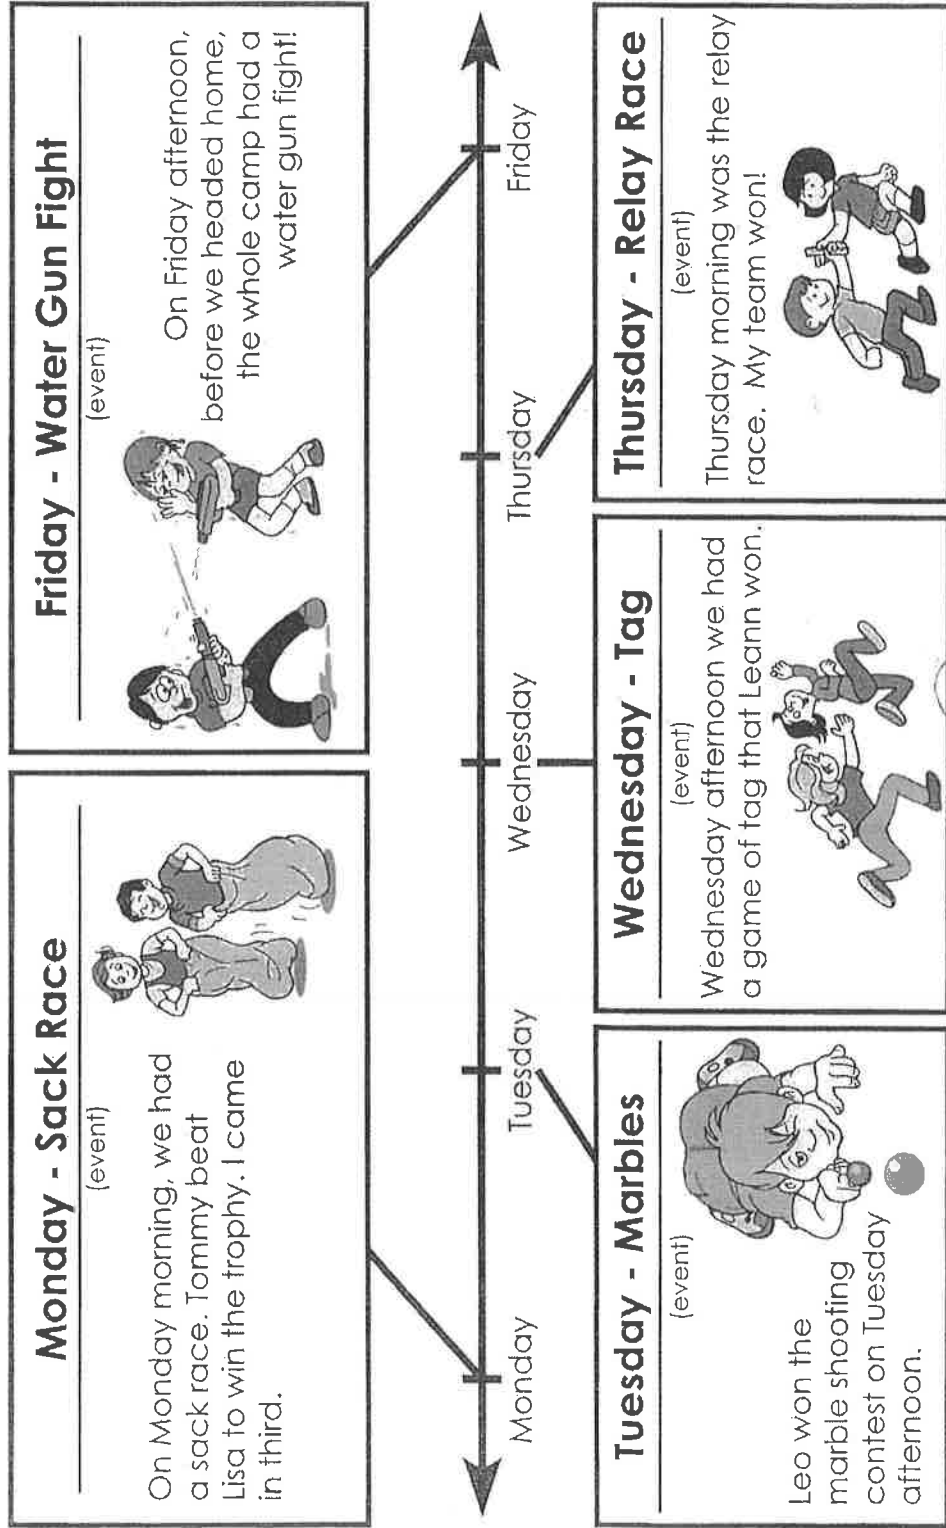 Monday - Sack Race
(event)
On Monday morning, we had
a sack race. Tommy beat
Lisa to win the trophy. I came
in third.
Friday - Water Gun Fight
(event)
On Friday afternoon,
before we headed home,
the whole camp had a
water gun fight!
Monday
Tuesday
Wednesday
Thursday
Friday
Tuesday - Marbles
(event)
Leo won the
marble shooting
contest on Tuesday
afternoon.
Wednesday - Tag
(event)
Wednesday afternoon we had
a game of tag that Leann won.
Thursday - Relay Race
(event)
Thursday morning was the relay
race. My team won!